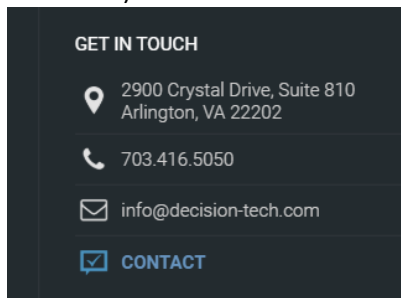 GET IN TOUCH
2900 Crystal Drive, Suite 810
Arlington, VA 22202
703.416.5050
info@decision-tech.com
CONTACT